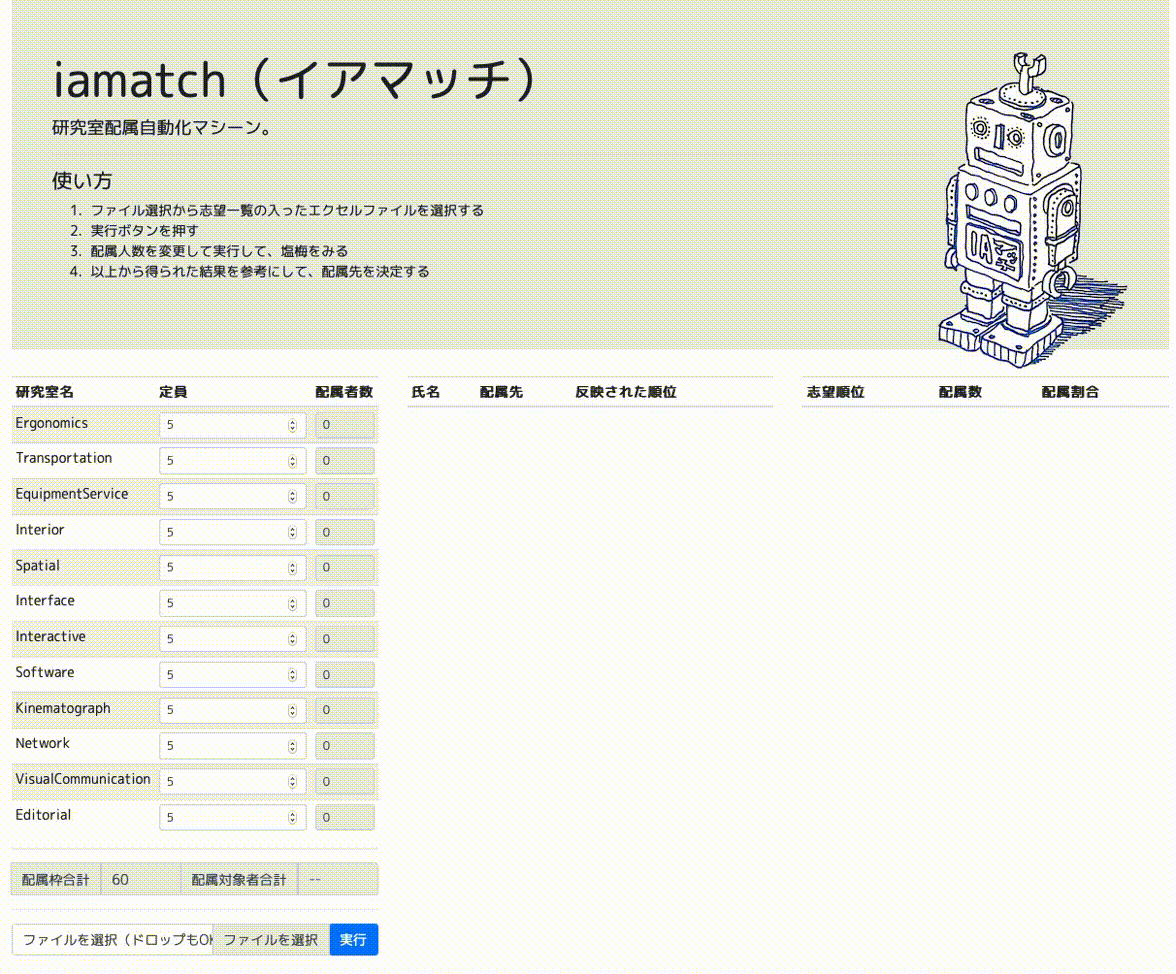 iamatch（イアマッチ）
研究室配属自動化マシーン。
使い方
1. ファイル選択から志望一覧の入ったエクセルファイルを選択する
2. 実行ボタンを押す
3. 配属人数を変更して実行して、塩梅をみる
4. 以上から得られた結果を参考にして、配属先を決定する
IAマッチ
研究室名 定員 配属者数 氏名 配属先 反映された順位 志望順位 配属数 配属割合
Ergonomics 5 0
Transportation 5 0
EquipmentService 5 0
Interior 5 0
Spatial 5 0
Interface 5 0
Interactive 5 0
Software 5 0
Kinematograph 5 0
Network 5 0
VisualCommunication 5 0
Editorial 5 0
配属枠合計 60 配属対象者合計 --
ファイルを選択（ドロップもOK ファイルを選択 実行